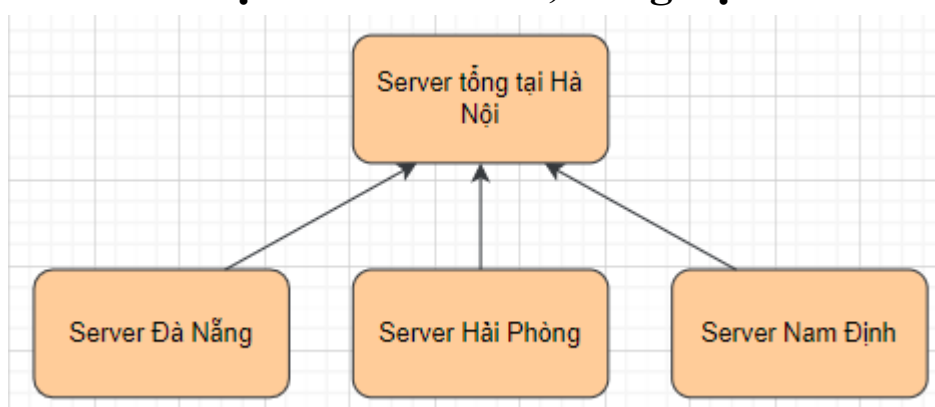 Server tổng tại Hà
Nội
Server Đà Nẵng
Server Hải Phòng
Server Nam Định